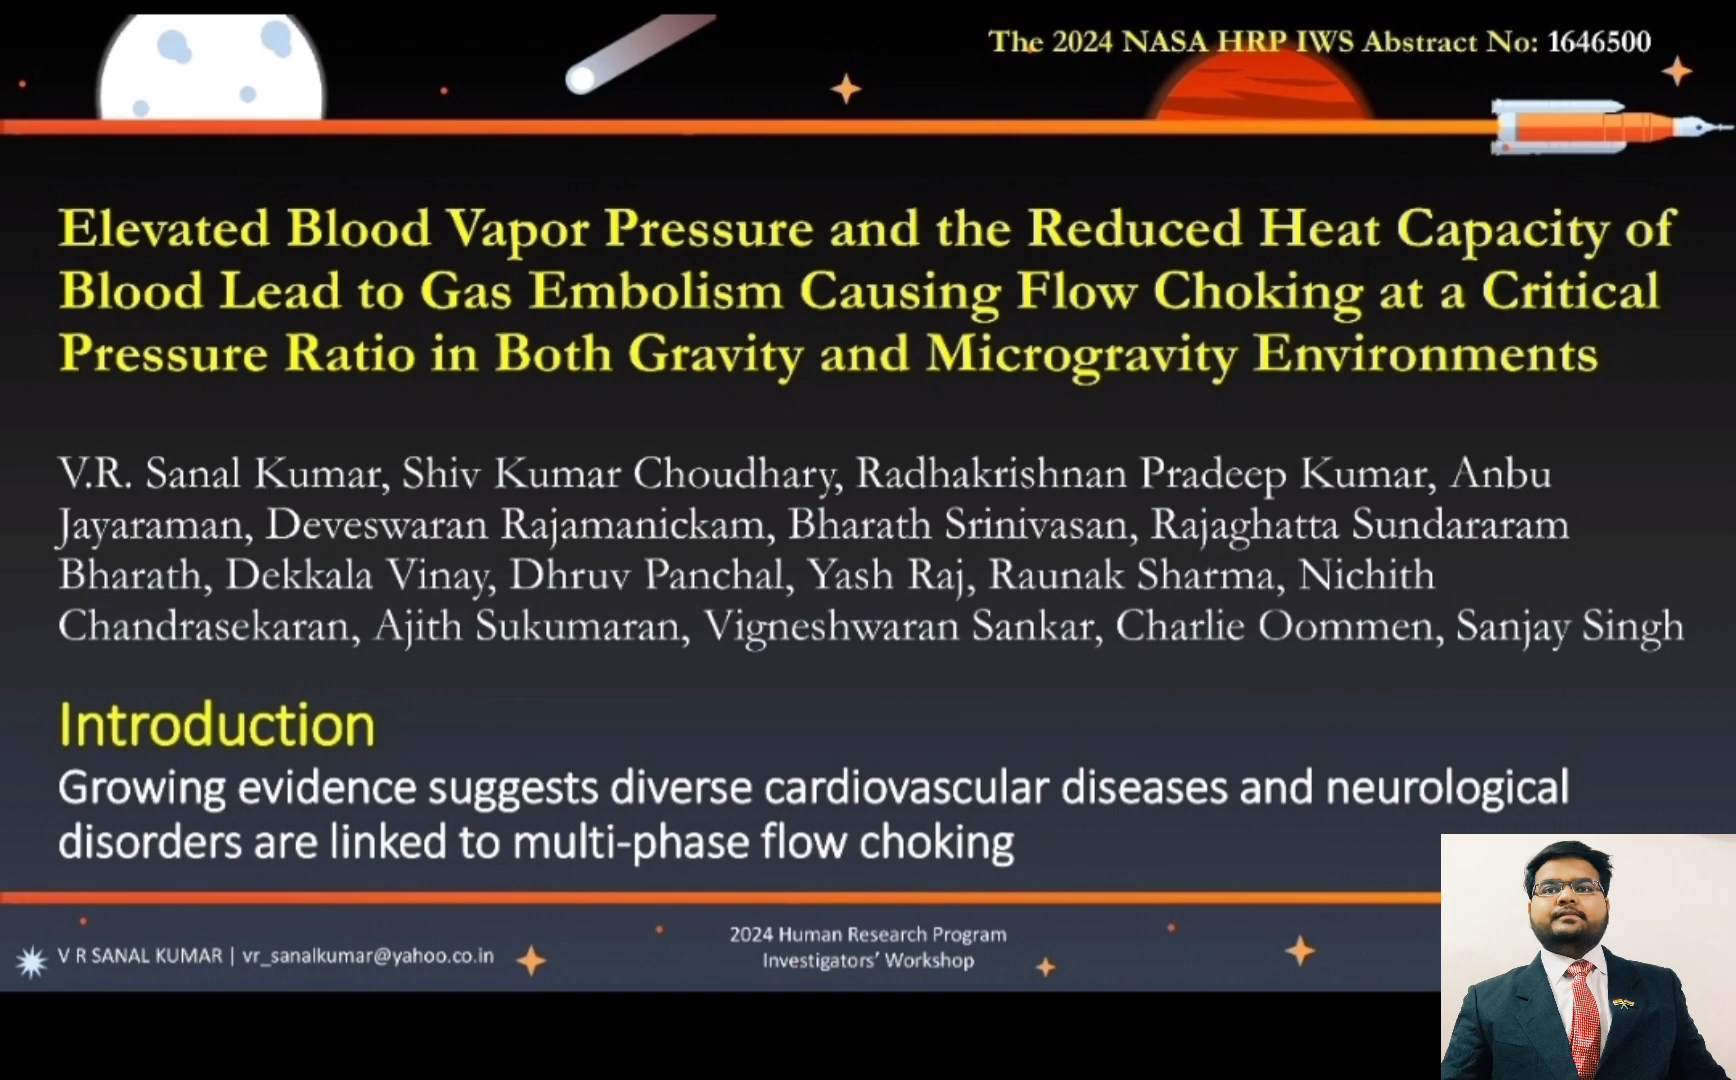 The 2024 NASA HRP IWS Abstract No: 1646500
Elevated Blood Vapor Pressure and the Reduced Heat Capacity of
Blood Lead to Gas Embolism Causing Flow Choking at a Critical
Pressure Ratio in Both Gravity and Microgravity Environments
V.R. Sanal Kumar, Shiv Kumar Choudhary, Radhakrishnan Pradeep Kumar, Anbu
Jayaraman, Deveswaran Rajamanickam, Bharath Srinivasan, Rajaghatta Sundararam
Bharath, Dekkala Vinay, Dhruv Panchal, Yash Raj, Raunak Sharma, Nichith
Chandrasekaran, Ajith Sukumaran, Vigneshwaran Sankar, Charlie Oommen, Sanjay Singh
Introduction
Growing evidence suggests diverse cardiovascular diseases and neurological
disorders are linked to multi-phase flow choking
V R SANAL KUMAR | vr_sanalkumar@yahoo.co.in
2024 Human Research Program
Investigators' Workshop